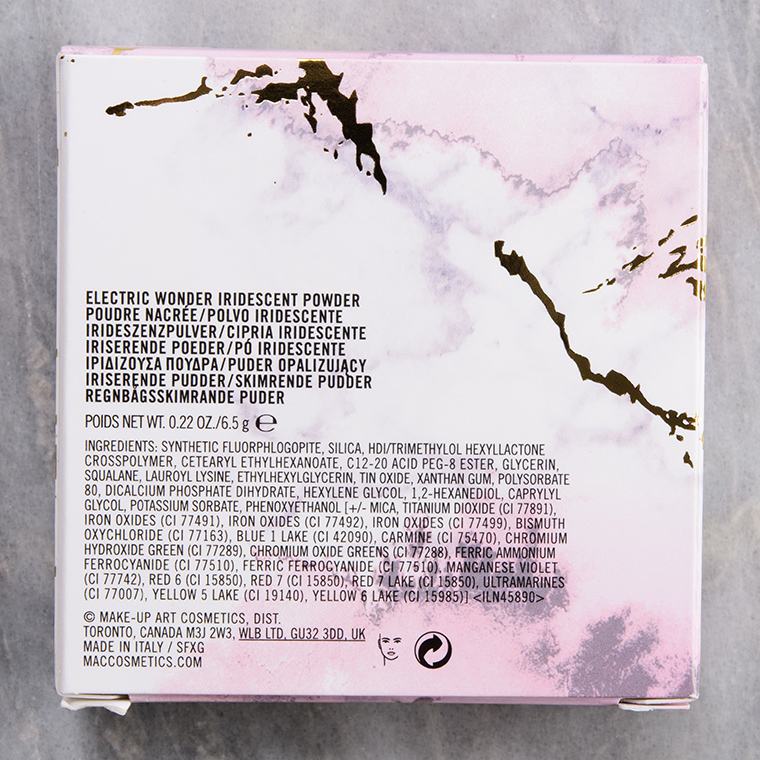 ELECTRIC WONDER IRIDESCENT POWDER
POUDRE NACRÉE/POLVO IRIDESCENTE
IRIDESZENZPULVER/CIPRIA IRIDESCENTE
IRISERENDE POEDER/PÓ IRIDESCENTE
ΙΡΙΔΙΖΟΥΣΑ ΠΟΥΔΡΑ/PUDER OPALIZUJĄCY
IRISERENDE PUDDER/SKIMRENDE PUDDER
REGNBÅGSSKIMRANDE PUDER
POIDS NET WT. 0.22 OZ./6.5 g ℮
INGREDIENTS: SYNTHETIC FLUORPHLOGOPITE, SILICA, HDI/TRIMETHYLOL HEXYLLACTONE
CROSSPOLYMER, CETEARYL ETHYLHEXANOATE, C12-20 ACID PEG-8 ESTER, GLYCERIN,
SQUALANE, LAUROYL LYSINE, ETHYLHEXYLGLYCERIN, TIN OXIDE, XANTHAN GUM, POLYSORBATE
80, DICALCIUM PHOSPHATE DIHYDRATE, HEXYLENE GLYCOL, 1,2-HEXANEDIOL, CAPRYLYL
GLYCOL, POTASSIUM SORBATE, PHENOXYETHANOL [+/- MICA, TITANIUM DIOXIDE (CI 77891),
IRON OXIDES (CI 77491), IRON OXIDES (CI 77492), IRON OXIDES (CI 77499), BISMUTH
OXYCHLORIDE (CI 77163), BLUE 1 LAKE (CI 42090), CARMINE (CI 75470), CHROMIUM
HYDROXIDE GREEN (CI 77289), CHROMIUM OXIDE GREENS (CI 77288), FERRIC AMMONIUM
FERROCYANIDE (CI 77510), FERRIC FERROCYANIDE (CI 77510), MANGANESE VIOLET
(CI 77742), RED 6 (CI 15850), RED 7 (CI 15850), RED 7 LAKE (CI 15850), ULTRAMARINES
(CI 77007), YELLOW 5 LAKE (CI 19140), YELLOW 6 LAKE (CI 15985)] <ILN45890>
© MAKE-UP ART COSMETICS, DIST.
TORONTO, CANADA M3J 2W3, WLB LTD, GU32 3DD, UK
MADE IN ITALY / SFXG
MACCOSMETICS.COM